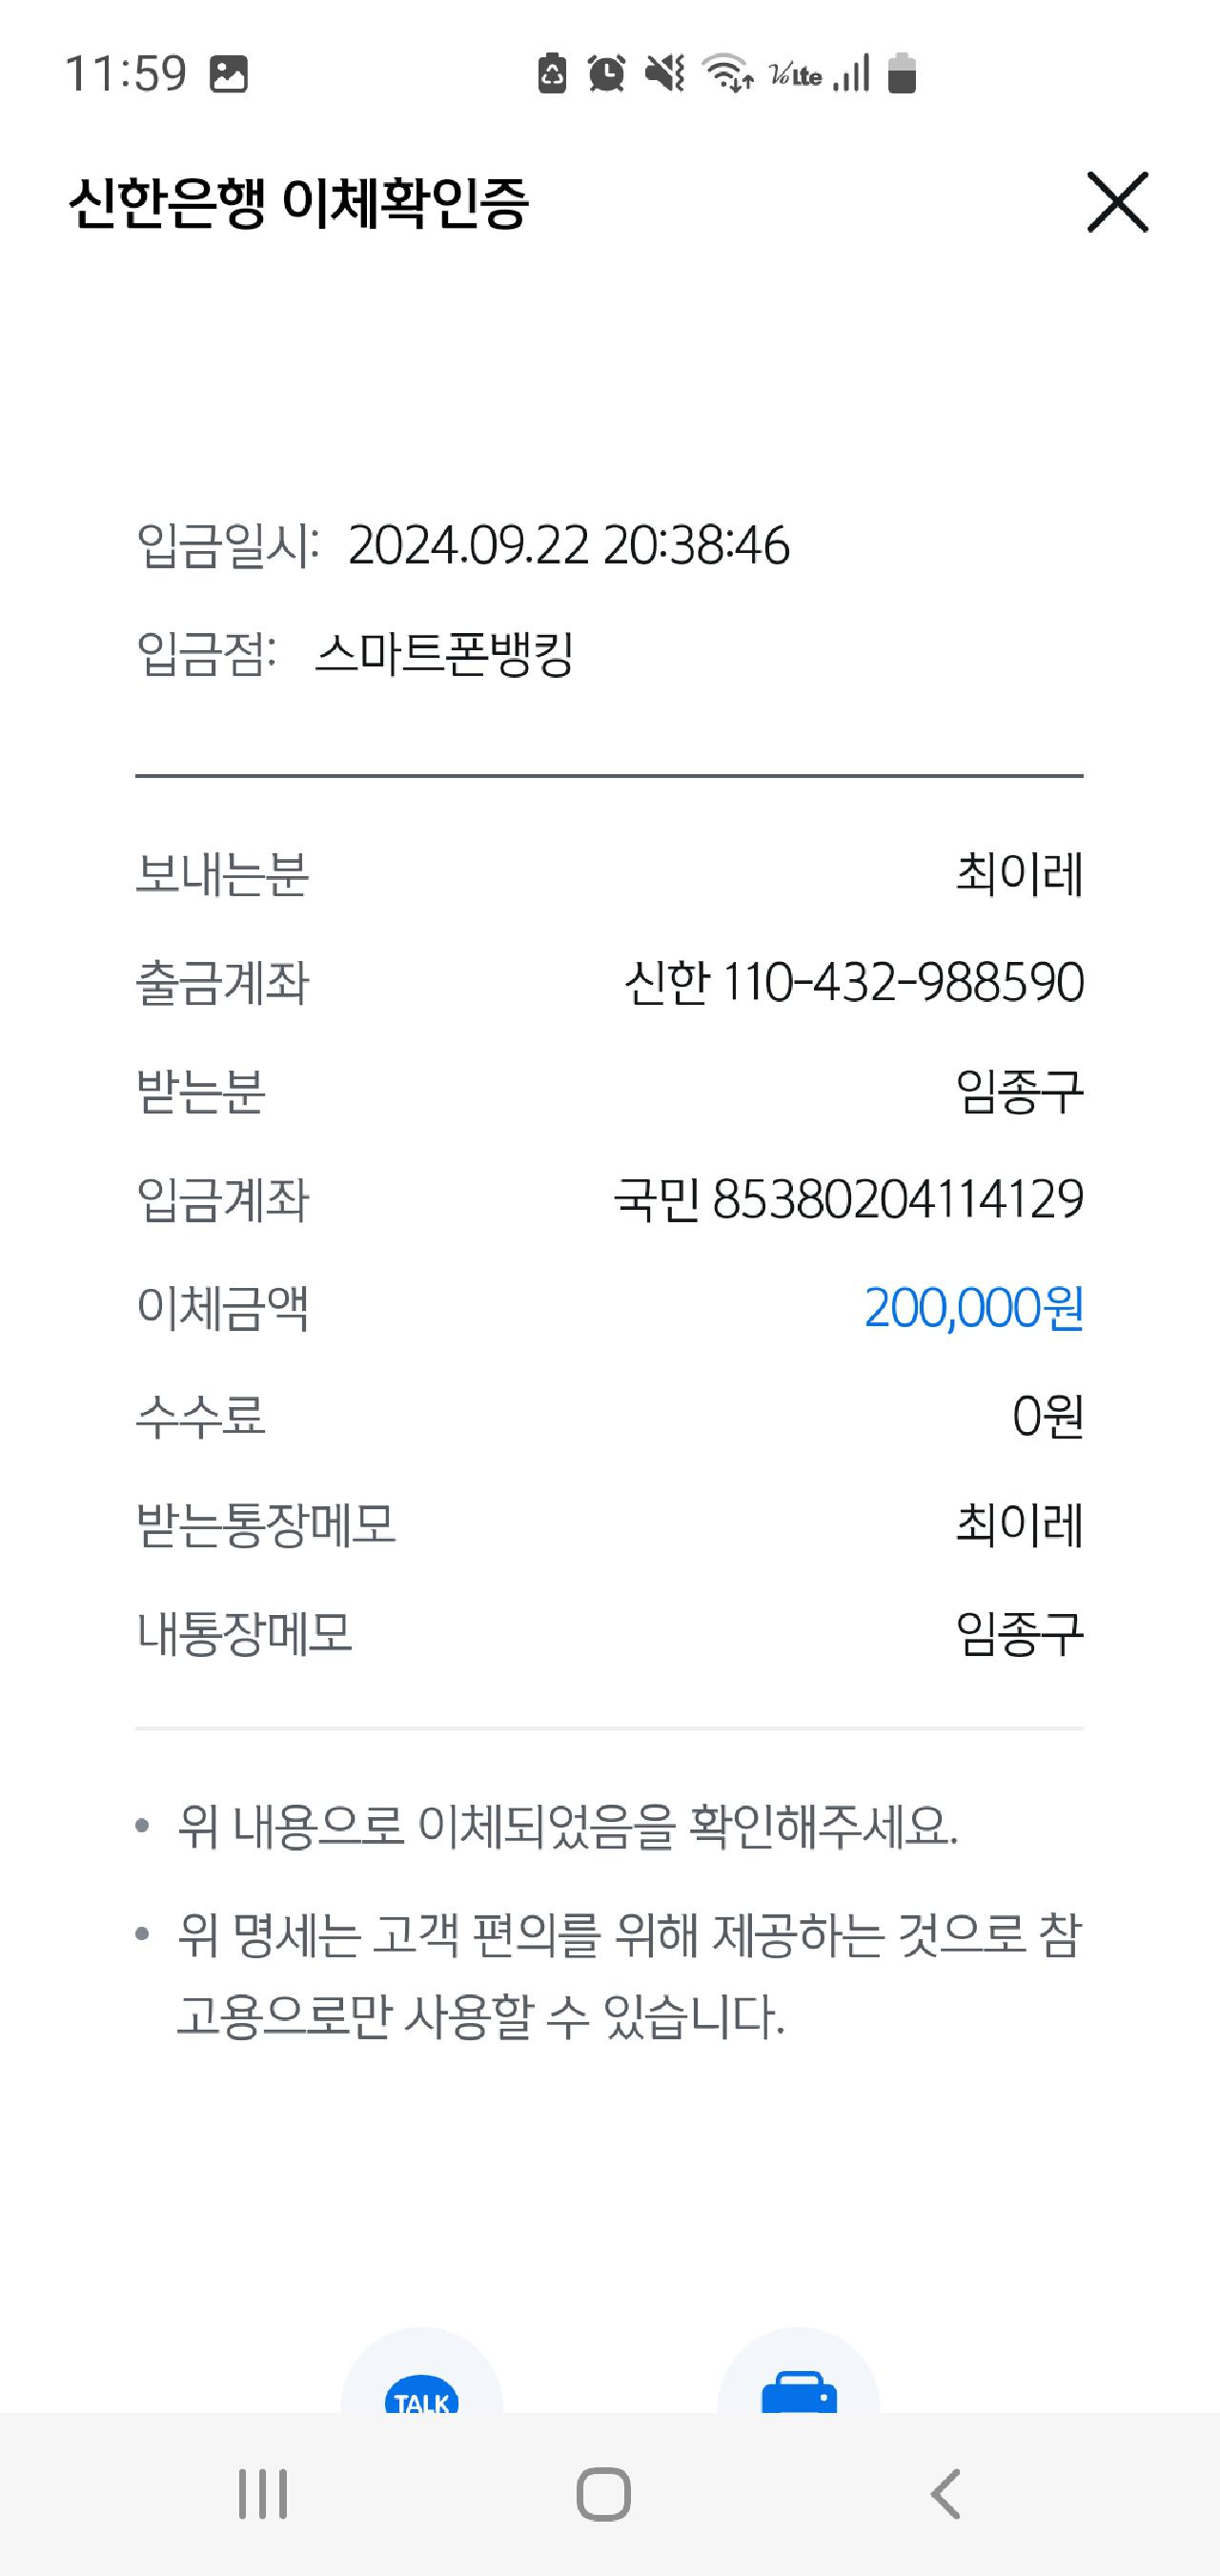 11:59
신한은행 이체확인증
입금일시: 2024.09.22 20:38:46
입금점: 스마트폰뱅킹
보내는분 최이레
출금계좌 신한 110-432-988590
받는분 임종구
입금계좌 국민 85380204114129
이체금액 200,000원
수수료 0원
받는통장메모 최이레
내통장메모 임종구
• 위 내용으로 이체되었음을 확인해주세요.
• 위 명세는 고객 편의를 위해 제공하는 것으로 참
고용으로만 사용할 수 있습니다.
TALK